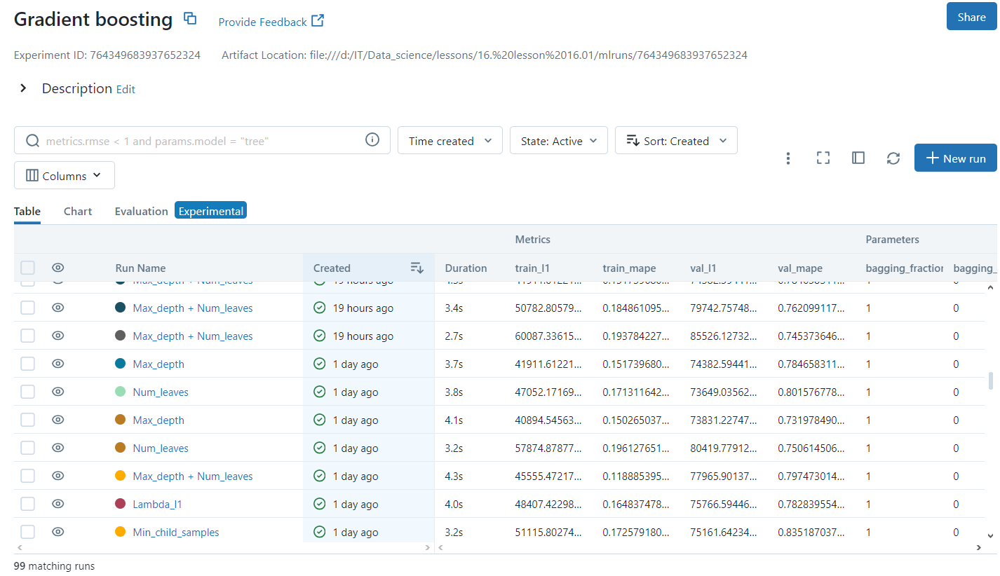 Gradient boosting Provide Feedback Share
Experiment ID: 764349683937652324 Artifact Location: file:///d:/IT/Data_science/lessons/16.%20lesson%2016.01/mlruns/764349683937652324
Description Edit
metrics.rmse < 1 and params.model = "tree" Time created State: Active Sort: Created
New run
Columns
Table Chart Evaluation Experimental
Metrics Parameters
Run Name Created Duration train_l1 train_mape val_l1 val_mape bagging_fraction bagging_
Max_depth + Num_leaves 19 hours ago
Max_depth + Num_leaves 19 hours ago 3.4s 50782.80579... 0.184861095... 79742.75748... 0.762099117... 1 0
Max_depth + Num_leaves 19 hours ago 2.7s 60087.33615... 0.193784227... 85526.12732... 0.745373646... 1 0
Max_depth 1 day ago 3.7s 41911.61221... 0.151739680... 74382.59441... 0.784658311... 1 0
Num_leaves 1 day ago 3.8s 47052.17169... 0.171311642... 73649.03562... 0.801576778... 1 0
Max_depth 1 day ago 4.1s 40894.54563... 0.150265037... 73831.22747... 0.731978490... 1 0
Num_leaves 1 day ago 3.2s 57874.87877... 0.196127651... 80419.77912... 0.750614506... 1 0
Max_depth + Num_leaves 1 day ago 4.3s 45555.47217... 0.118885395... 77965.90137... 0.797473014... 1 0
Lambda_l1 1 day ago 4.0s 48407.42298... 0.164837478... 75766.59446... 0.782839554... 1 0
Min_child_samples 1 day ago 3.2s 51115.80274... 0.172579180... 75161.64234... 0.835187037... 1 0
99 matching runs